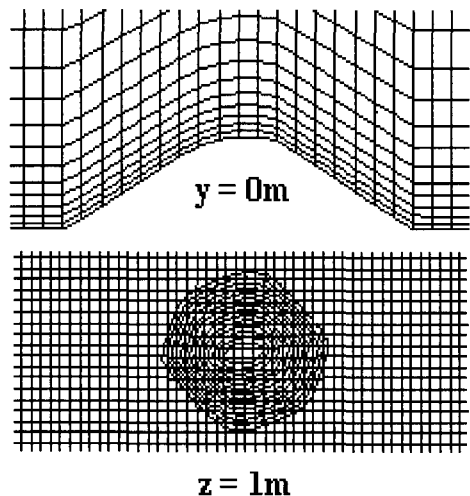 y = 0m
z = 1m